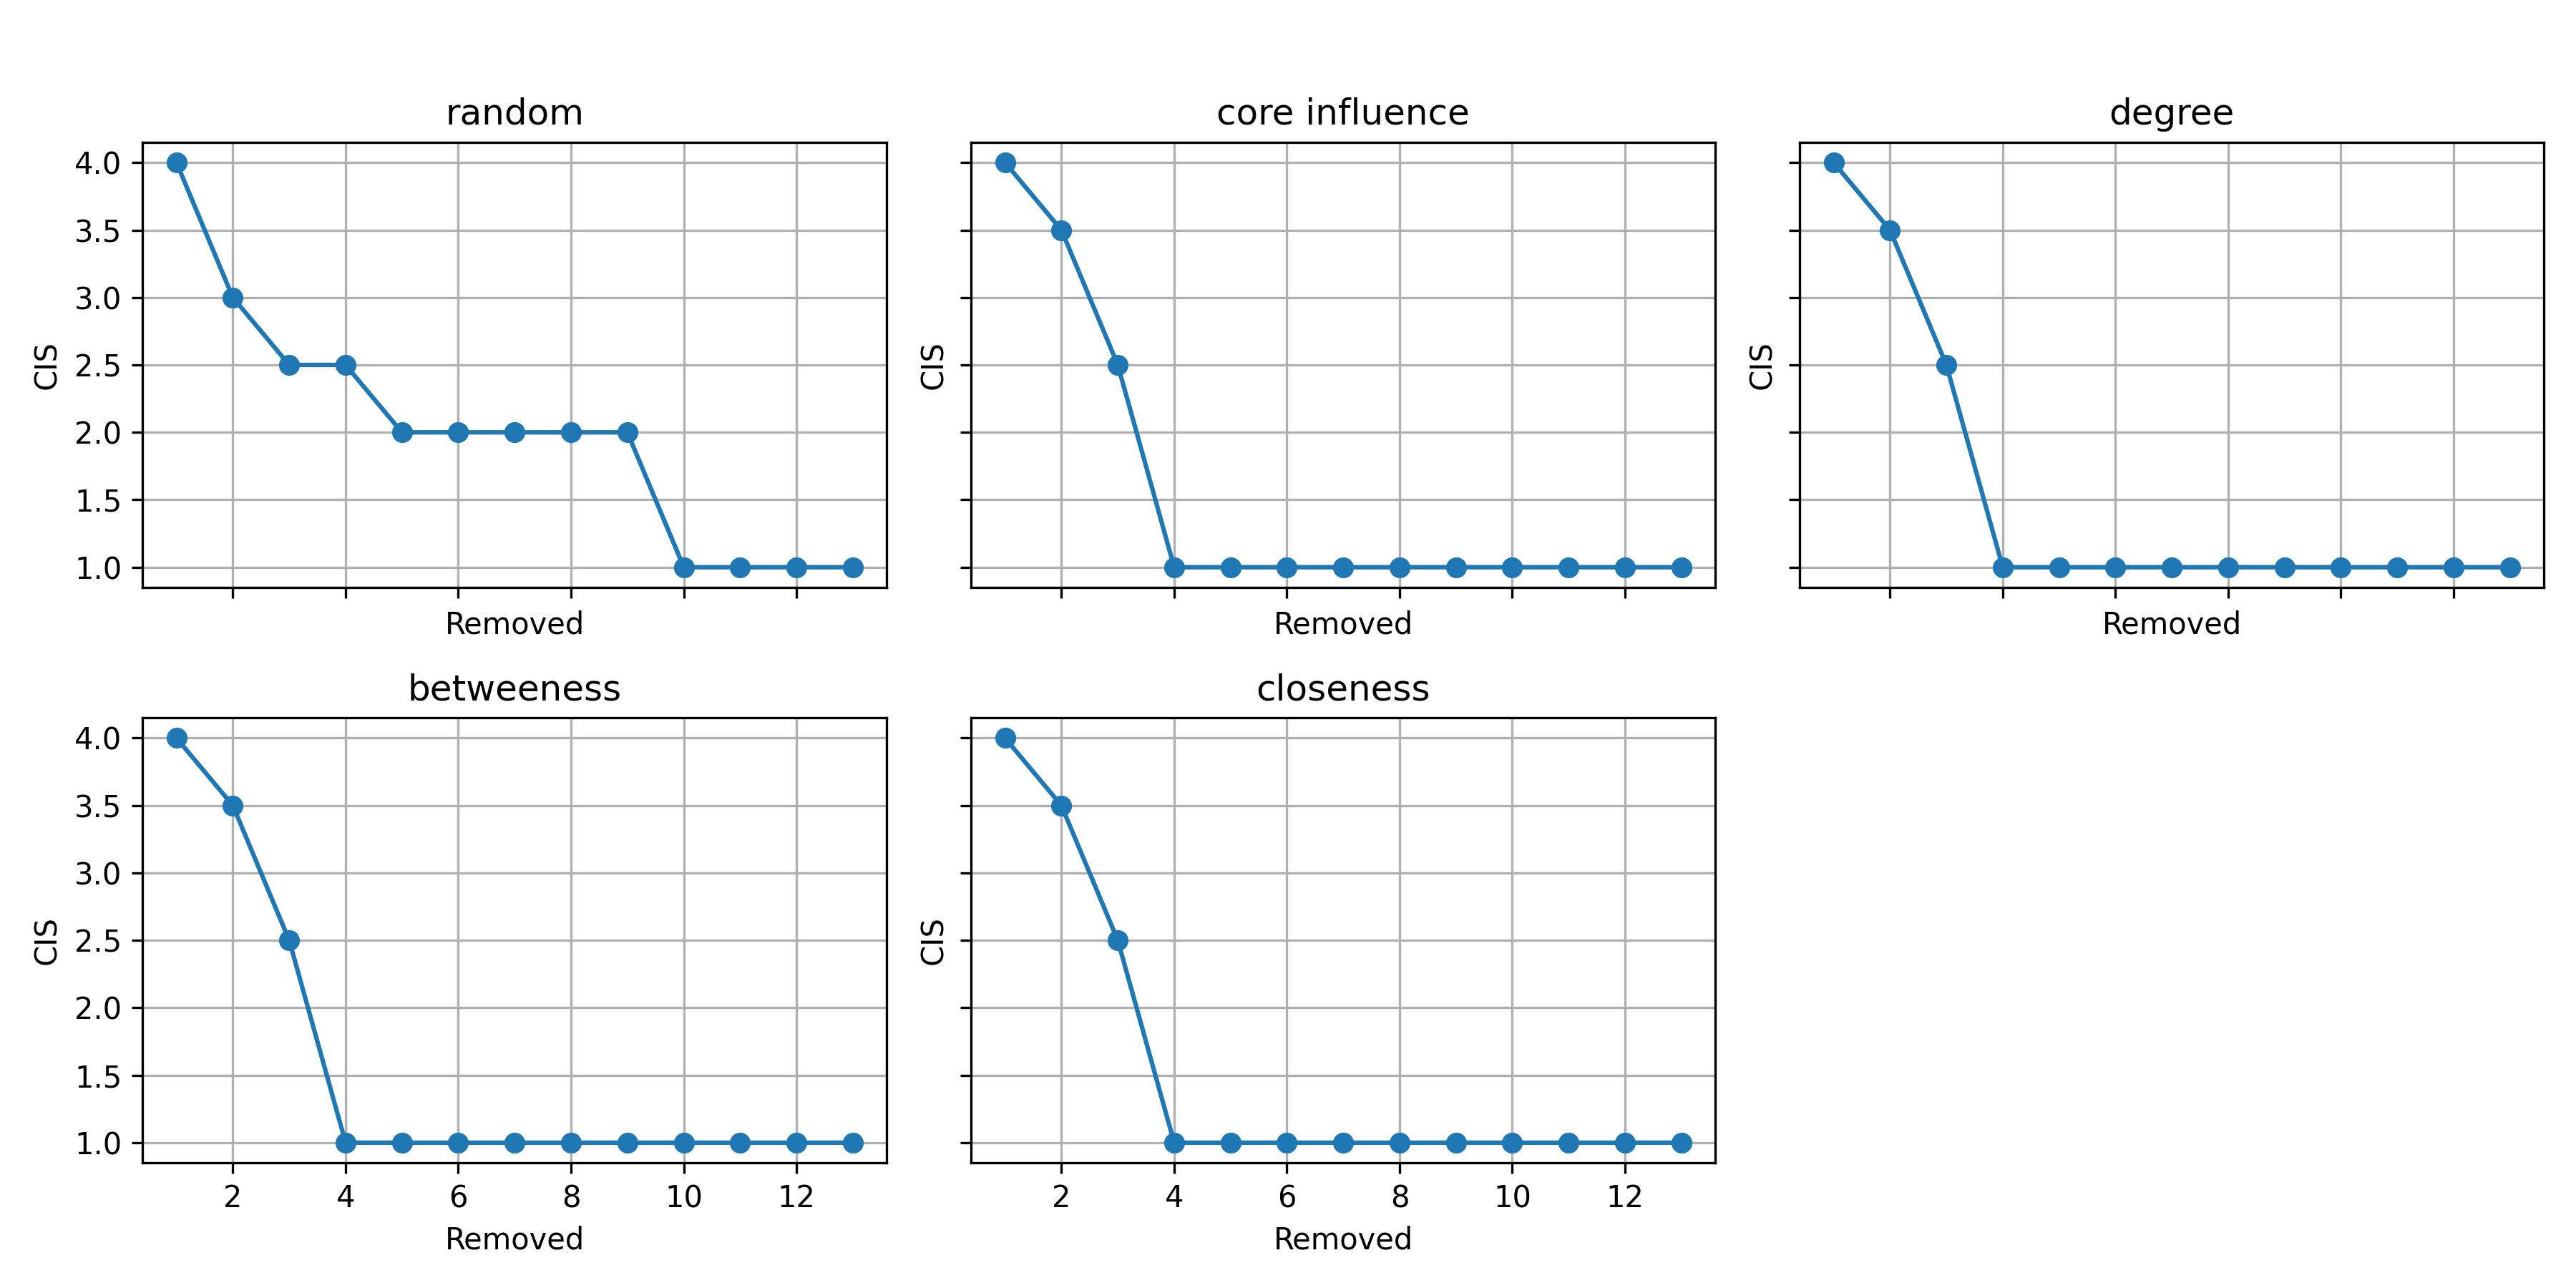 random
core influence
degree
4.0
3.5
3.0
2.5
2.0
1.5
1.0
CIS
CIS
CIS
Removed
Removed
Removed
betweeness
closeness
4.0
3.5
3.0
2.5
2.0
1.5
1.0
CIS
CIS
2 4 6 8 10 12
2 4 6 8 10 12
Removed
Removed